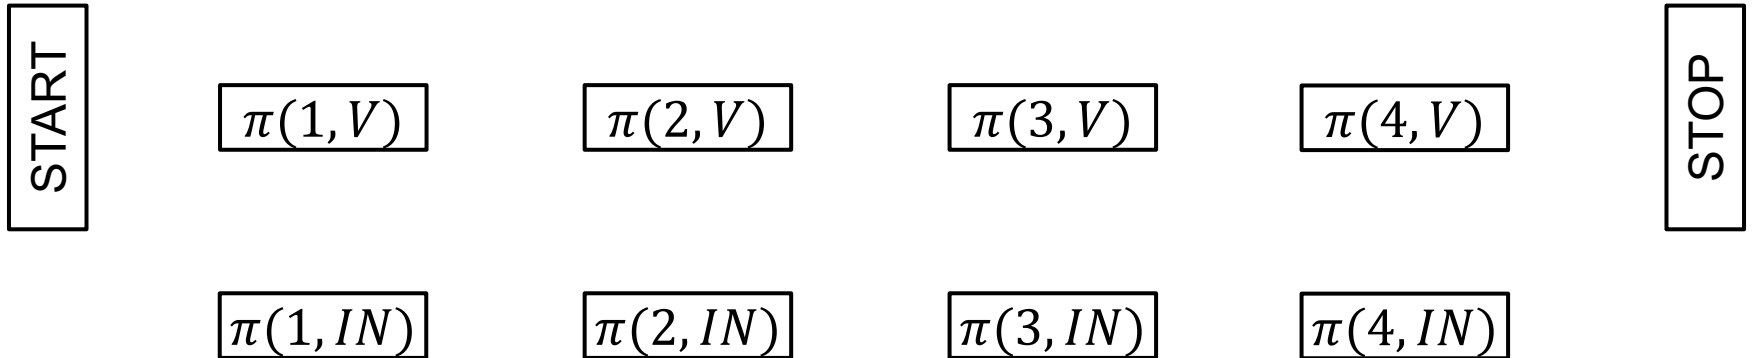 START
π(1, V) π(2, V) π(3, V) π(4, V)
STOP
π(1, IN) π(2, IN) π(3, IN) π(4, IN)